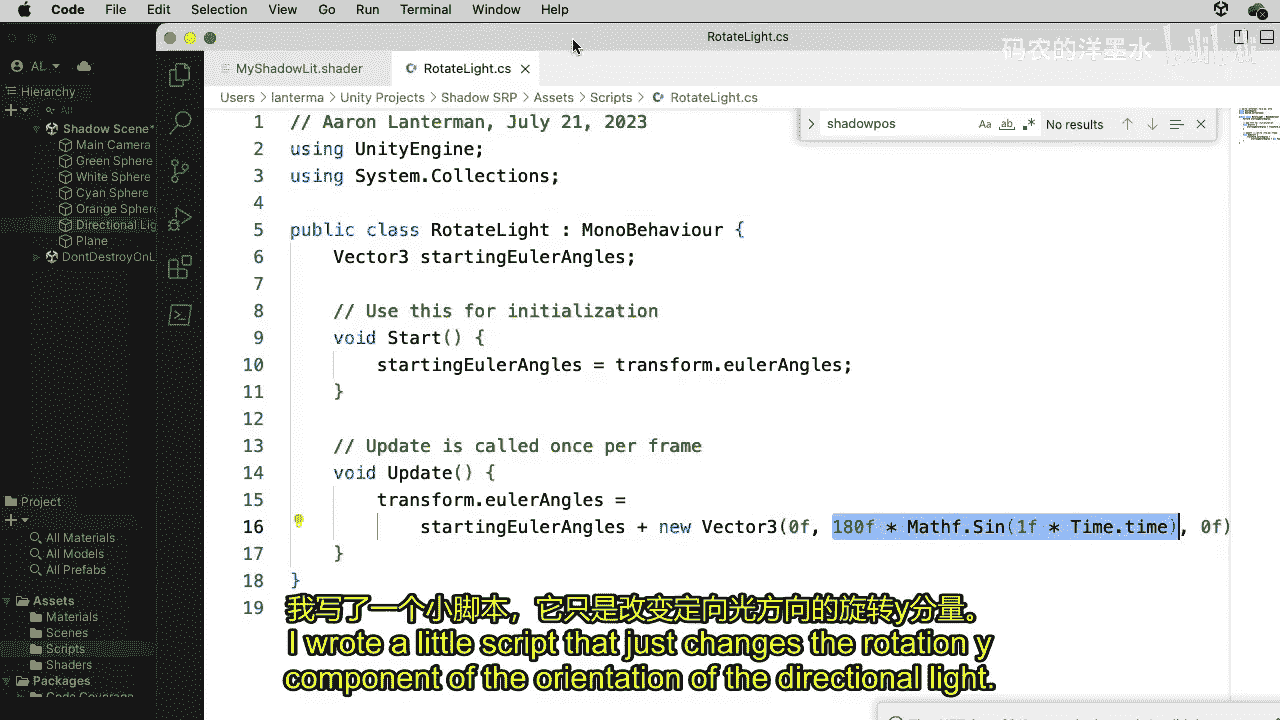 Code File Edit Selection View Go Run Terminal Window Help
RotateLight.cs
码农的洋墨水
AL
MyShadowLit.shader
RotateLight.cs
Hierarchy
Users > lanterma > Unity Projects > Shadow SRP > Assets > Scripts > RotateLight.cs
All
shadowpos
Aa ab .*
No results
Shadow Scene*
Main Camera
Green Sphere
White Sphere
Cyan Sphere
Orange Sphere
Directional Lig
Plane
DontDestroyOnL
1 // Aaron Lanterman, July 21, 2023
2 using UnityEngine;
3 using System.Collections;
4
5 public class RotateLight : MonoBehaviour {
6 Vector3 startingEulerAngles;
7
8 // Use this for initialization
9 void Start() {
10 startingEulerAngles = transform.eulerAngles;
11 }
12
13 // Update is called once per frame
14 void Update() {
15 transform.eulerAngles =
16 startingEulerAngles + new Vector3(0f, 180f * Mathf.Sin(1f * Time.time), 0f)
17 }
18 }
19
Project
All Materials
All Models
All Prefabs
Assets
Materials
Scenes
Scripts
Shaders
Packages
Code Coverage
我写了一个小脚本，它只是改变定向光方向的旋转y分量。
I wrote a little script that just changes the rotation y
component of the orientation of the directional light.